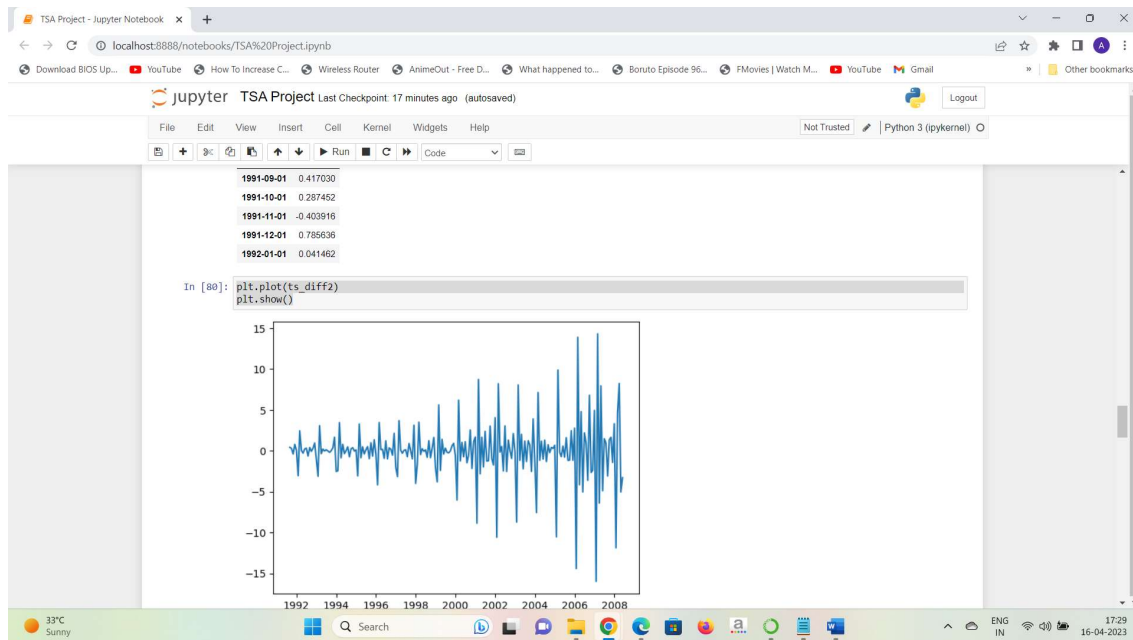 TSA Project - Jupyter Notebook
localhost:8888/notebooks/TSA%20Project.ipynb
Download BIOS Up... YouTube How To Increase C... Wireless Router AnimeOut - Free D... What happened to... Boruto Episode 96... FMovies | Watch M... YouTube Gmail » Other bookmarks
jupyter TSA Project Last Checkpoint: 17 minutes ago (autosaved) Logout
File Edit View Insert Cell Kernel Widgets Help Not Trusted Python 3 (ipykernel)
Run Code
1991-09-01 0.417030
1991-10-01 0.287452
1991-11-01 -0.403916
1991-12-01 0.785636
1992-01-01 0.041462
In [80]: plt.plot(ts_diff2)
plt.show()
15
10
5
0
−5
−10
−15
1992 1994 1996 1998 2000 2002 2004 2006 2008
33°C
Sunny
Search
ENG
IN
17:29
16-04-2023